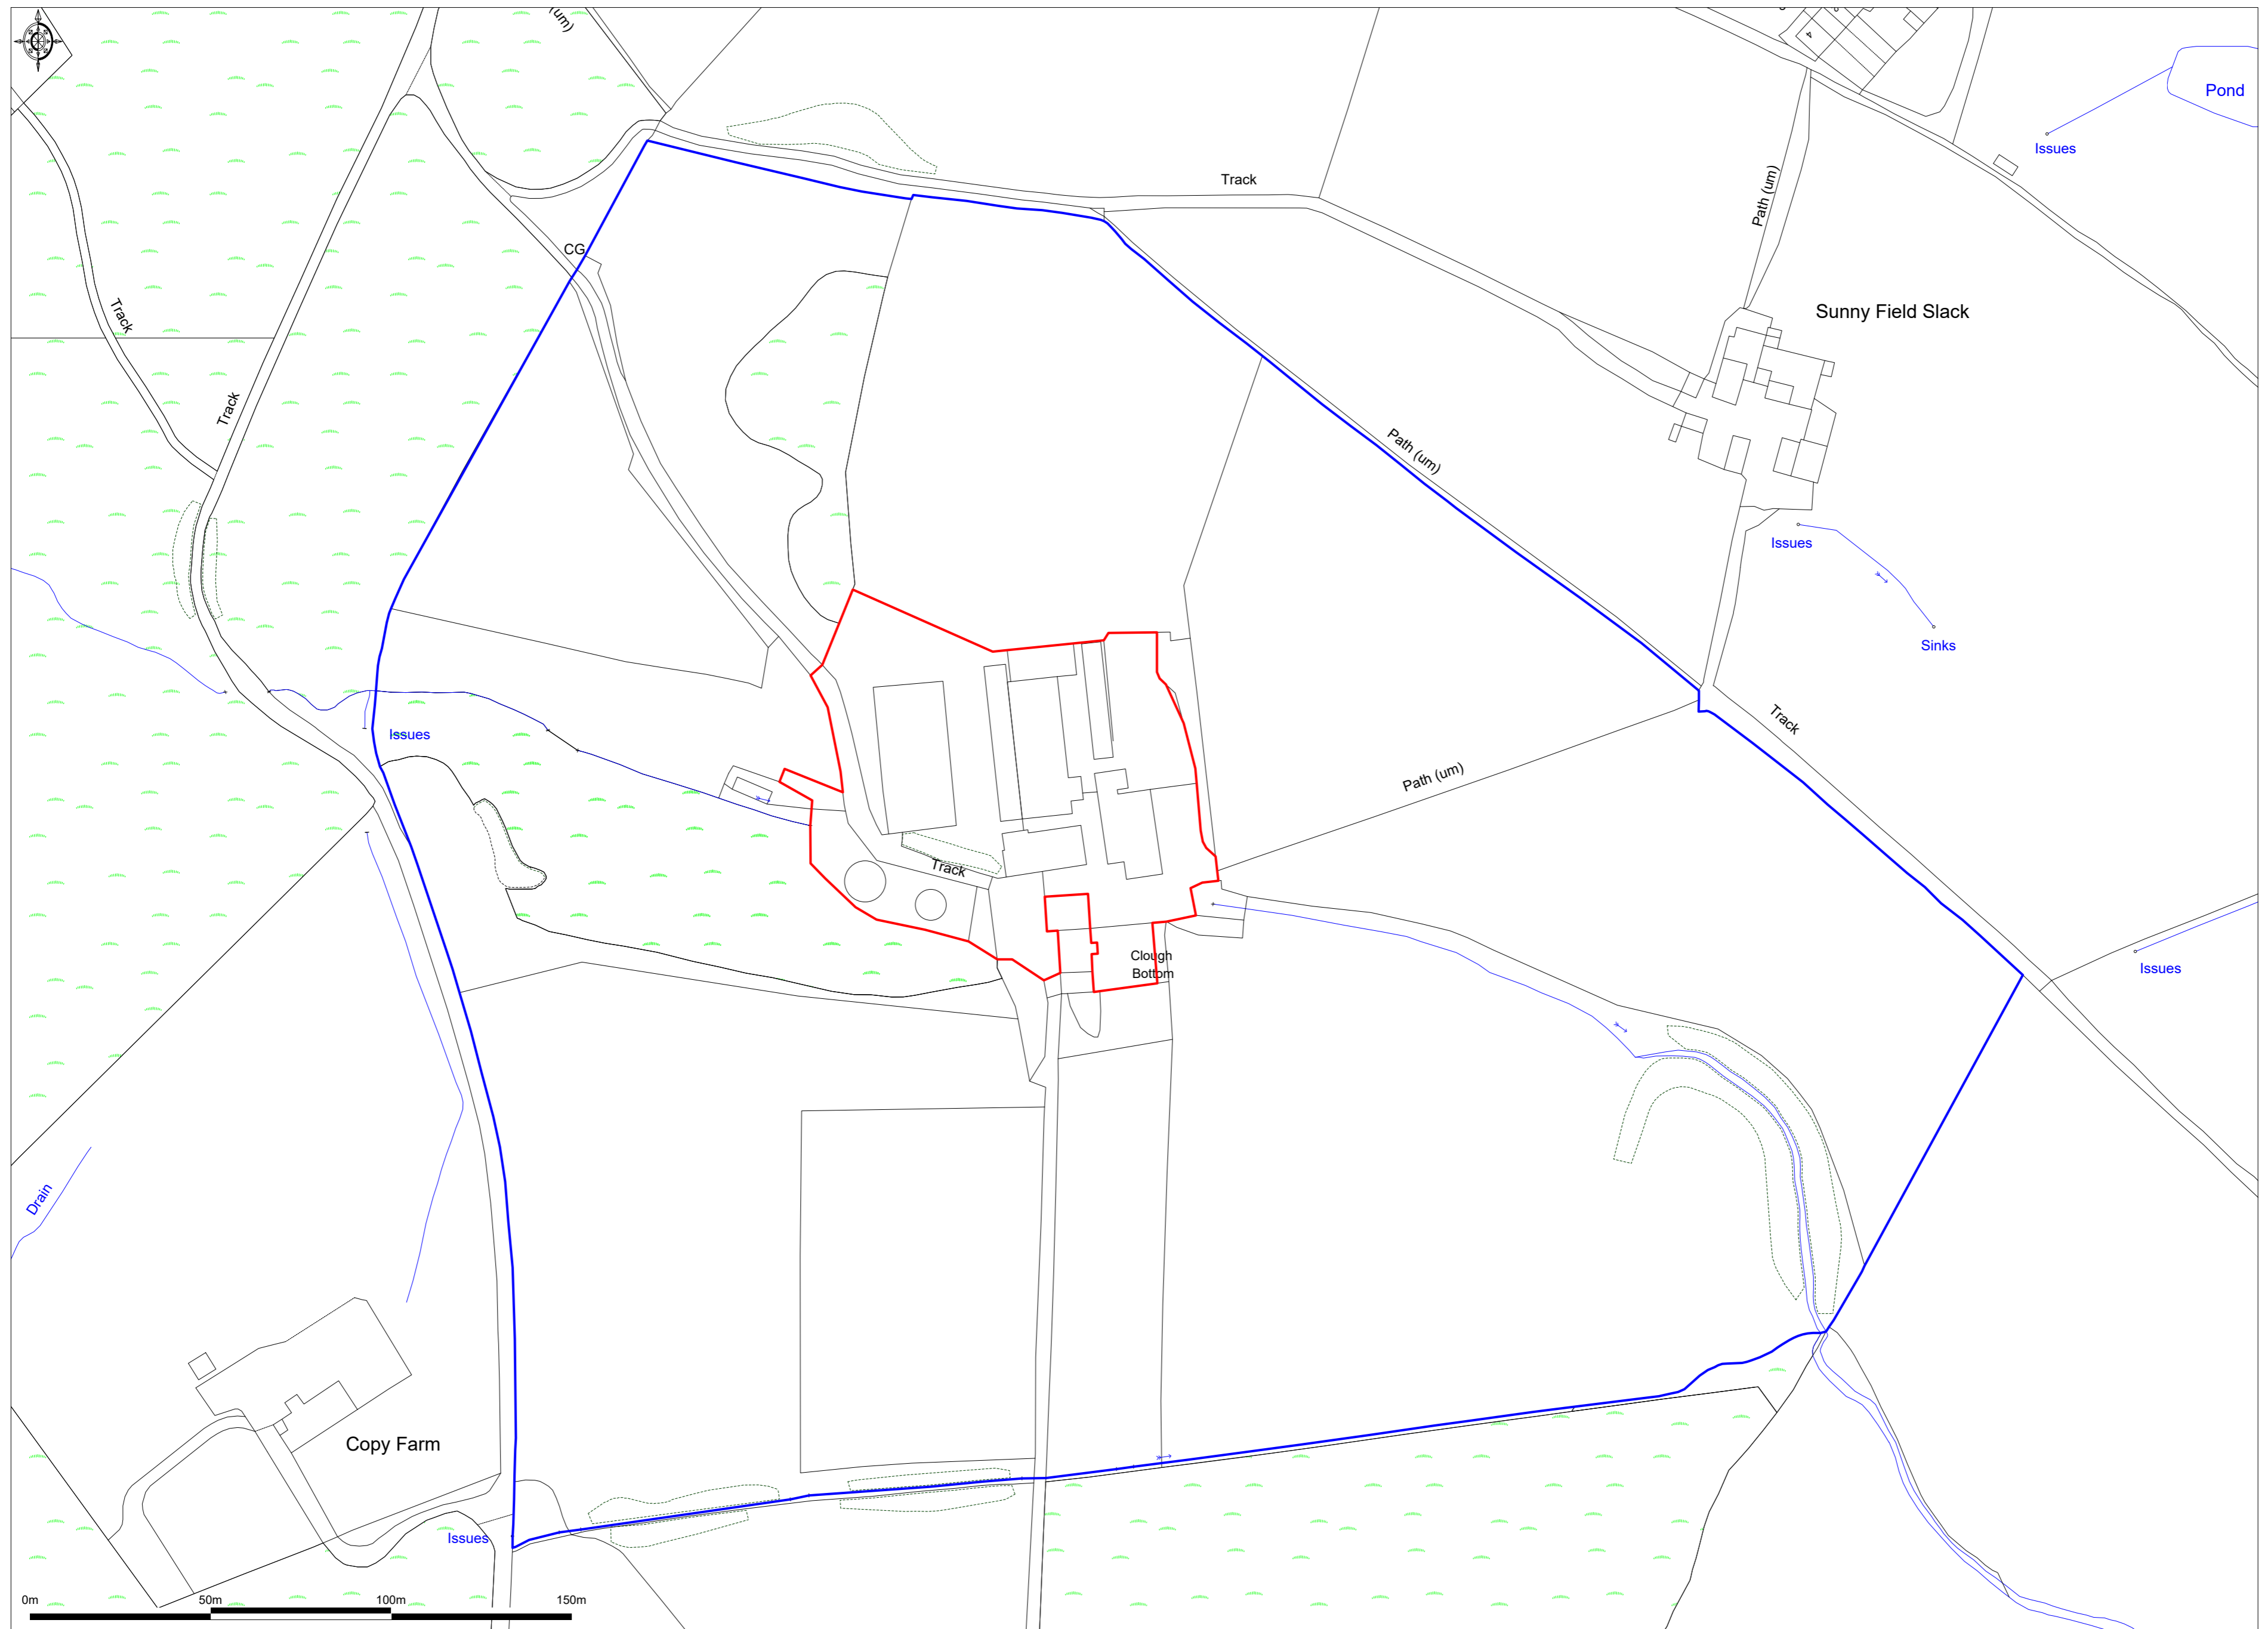 (um)
4
Pond
Issues
Track
Path (um)
CG
Sunny Field Slack
Track
Track
Path (um)
Issues
Sinks
Issues
Track
Path (um)
Track
Clough
Bottom
Issues
Drain
Copy Farm
Issues
0m 50m 100m 150m